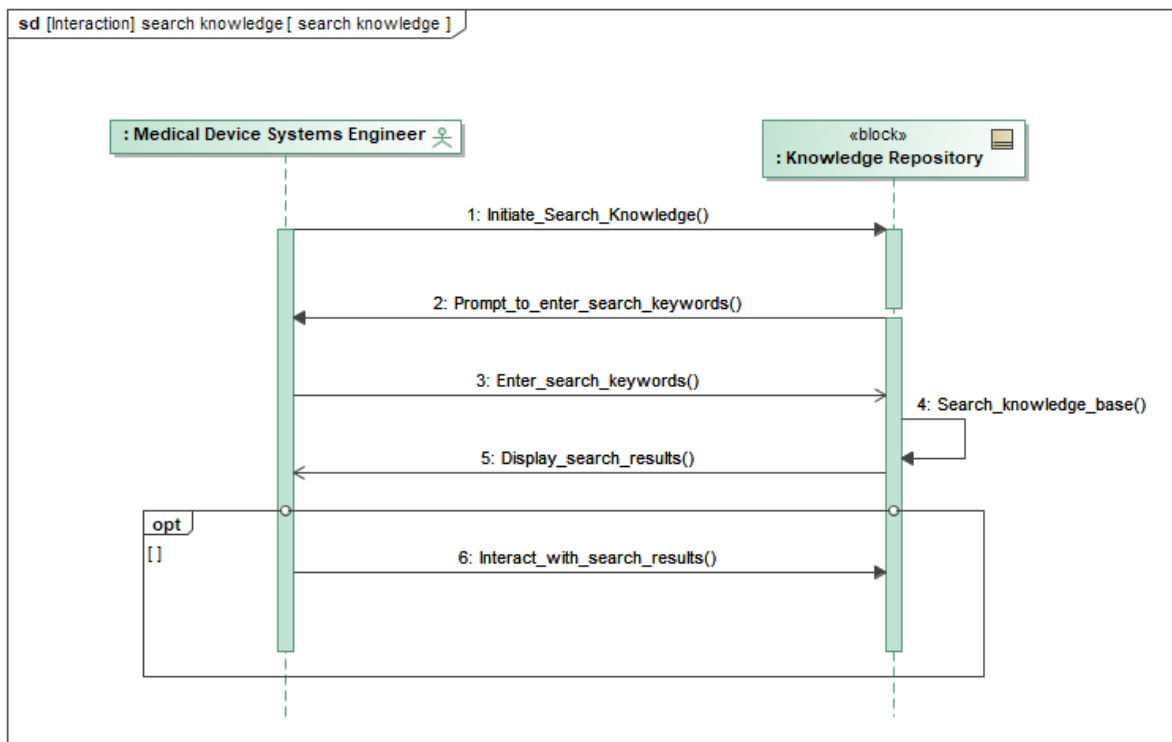 sd [Interaction] search knowledge [ search knowledge ]
: Medical Device Systems Engineer
«block»
: Knowledge Repository
1: Initiate_Search_Knowledge()
2: Prompt_to_enter_search_keywords()
3: Enter_search_keywords()
4: Search_knowledge_base()
5: Display_search_results()
opt
[ ]
6: Interact_with_search_results()